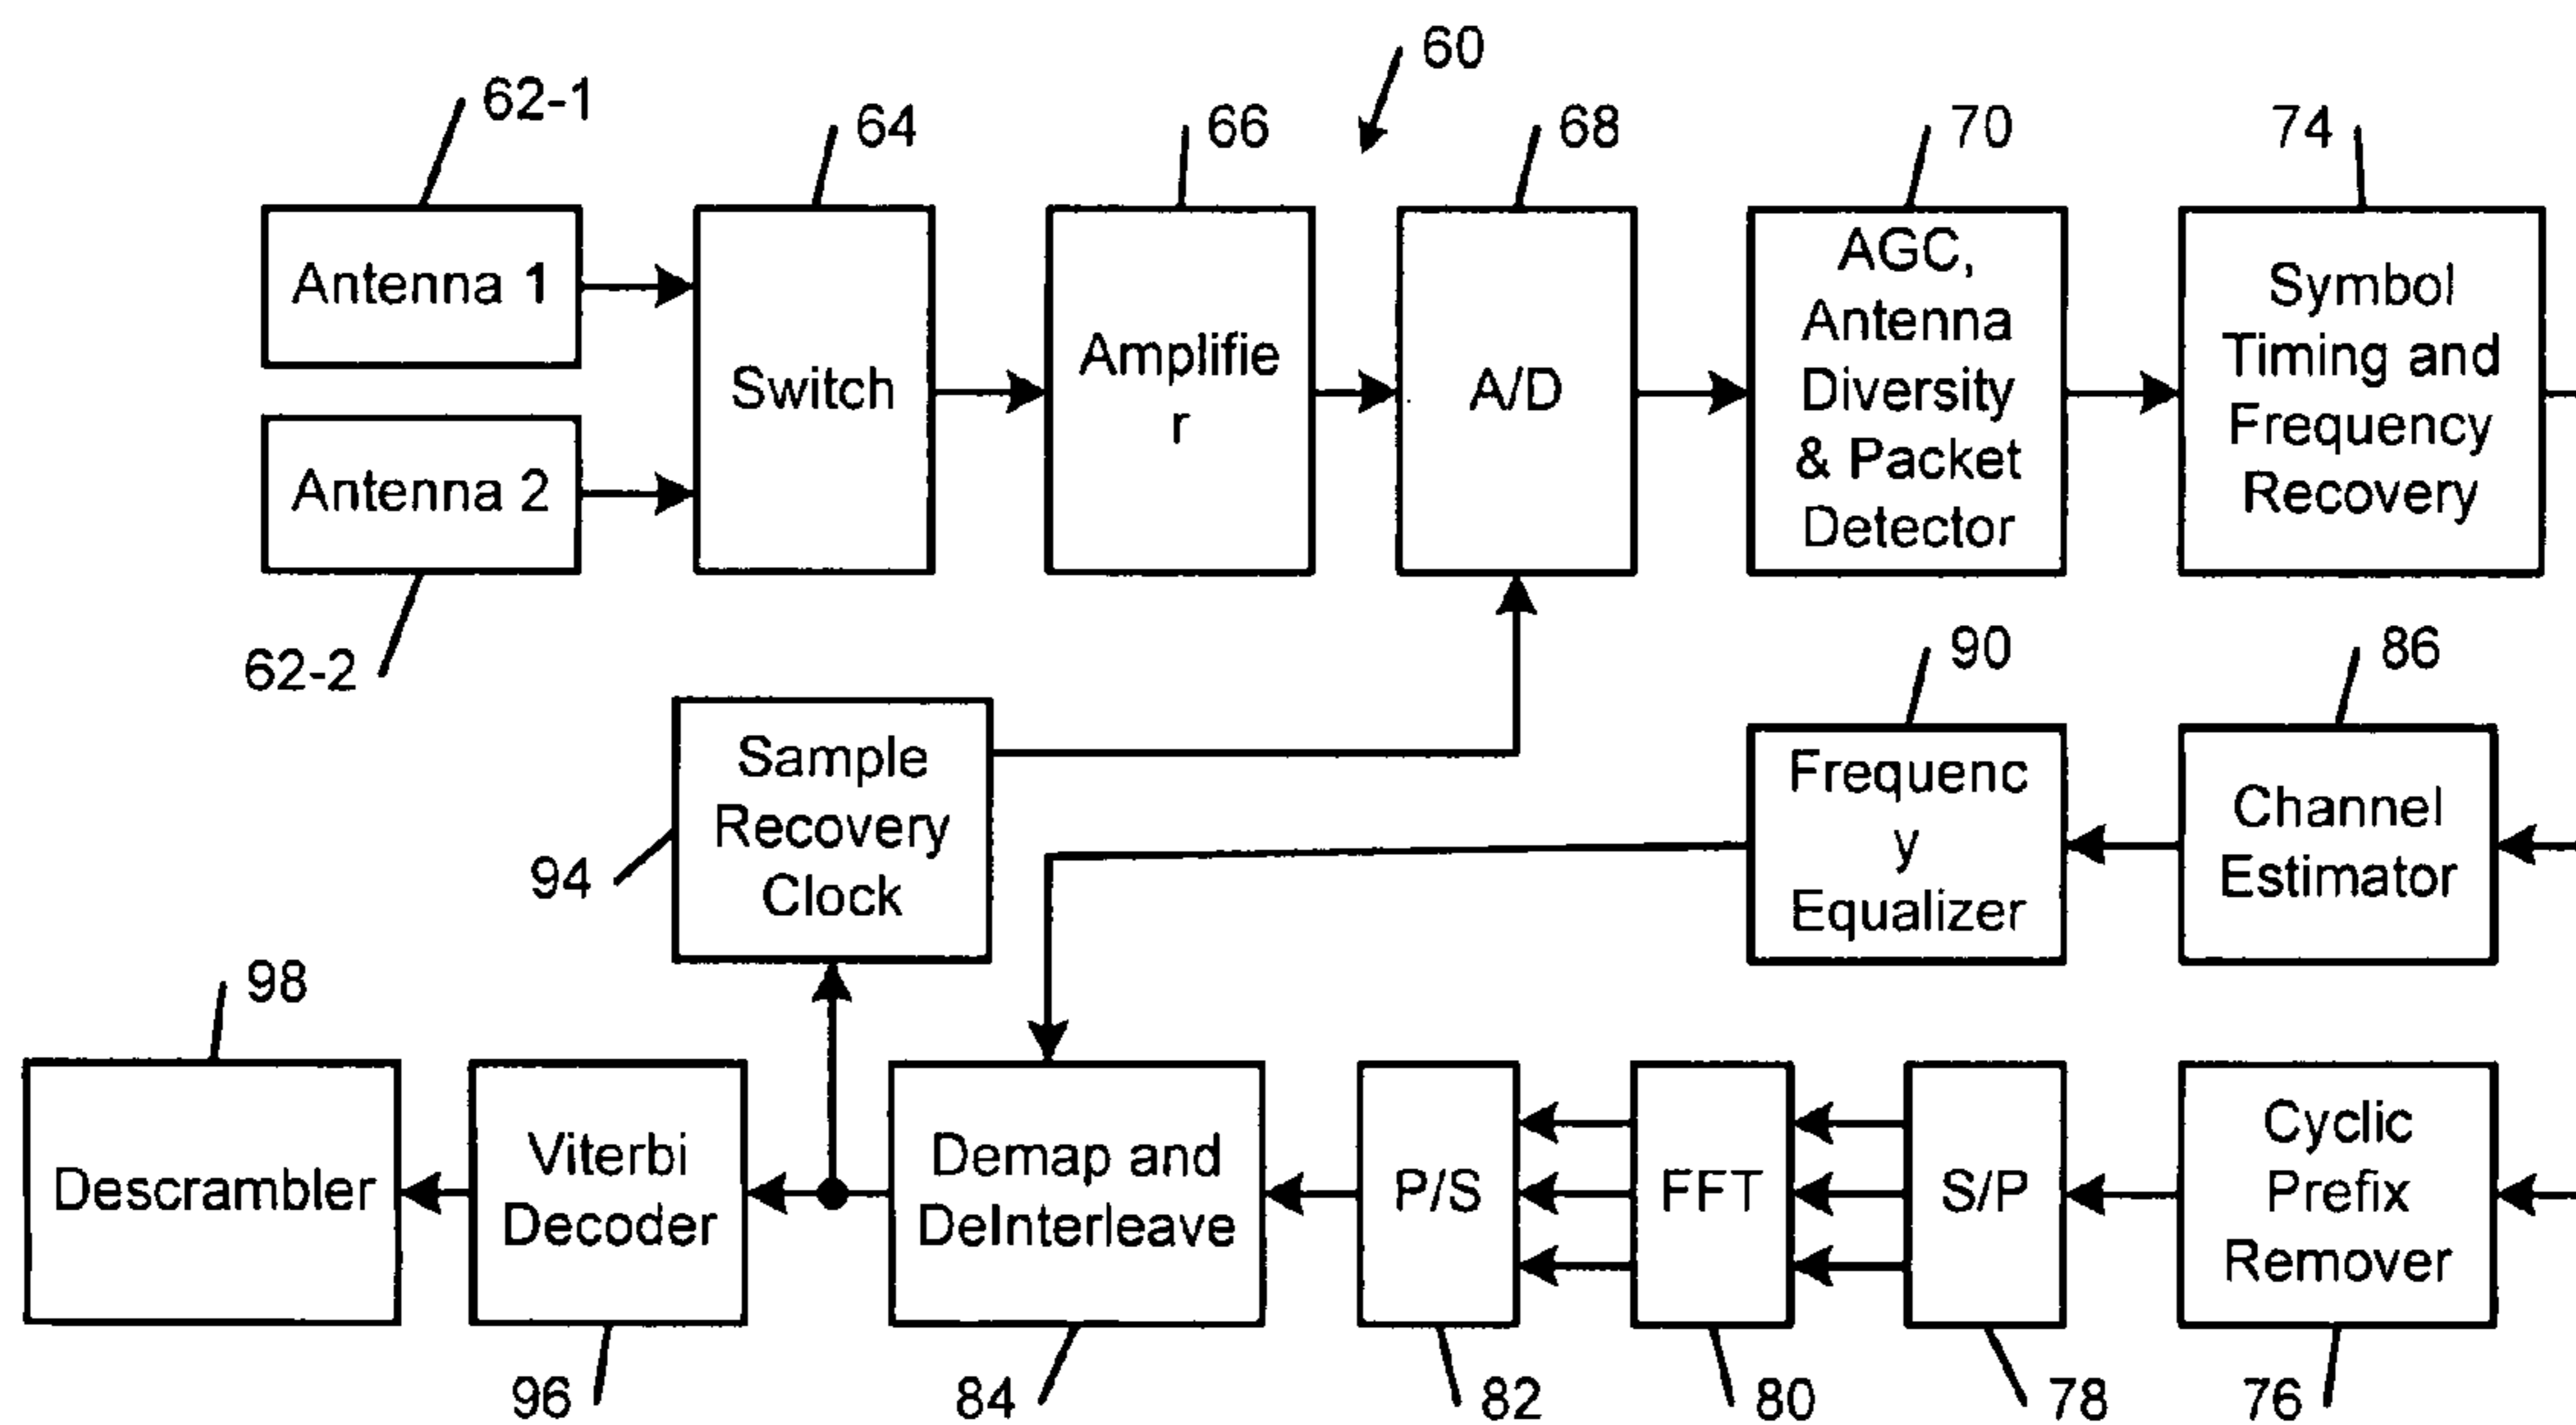 60
62-1
64
66
68
70
74
Antenna 1
Antenna 2
62-2
Switch
Amplifie
r
A/D
AGC,
Antenna
Diversity
& Packet
Detector
Symbol
Timing and
Frequency
Recovery
90
86
Sample
Recovery
Clock
94
Frequenc
y
Equalizer
Channel
Estimator
98
Descrambler
Viterbi
Decoder
Demap and
DeInterleave
P/S
FFT
S/P
Cyclic
Prefix
Remover
96
84
82
80
78
76